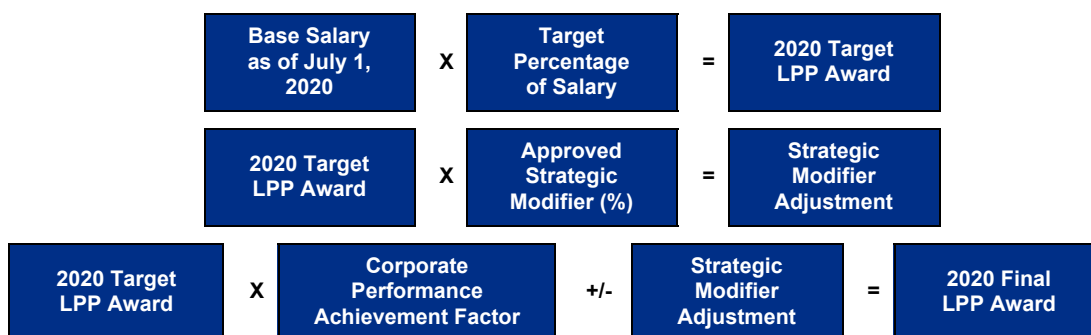 Base Salary
as of July 1,
2020
X
Target
Percentage
of Salary
=
2020 Target
LPP Award
2020 Target
LPP Award
X
Approved
Strategic
Modifier (%)
=
Strategic
Modifier
Adjustment
2020 Target
LPP Award
X
Corporate
Performance
Achievement Factor
+/-
Strategic
Modifier
Adjustment
=
2020 Final
LPP Award